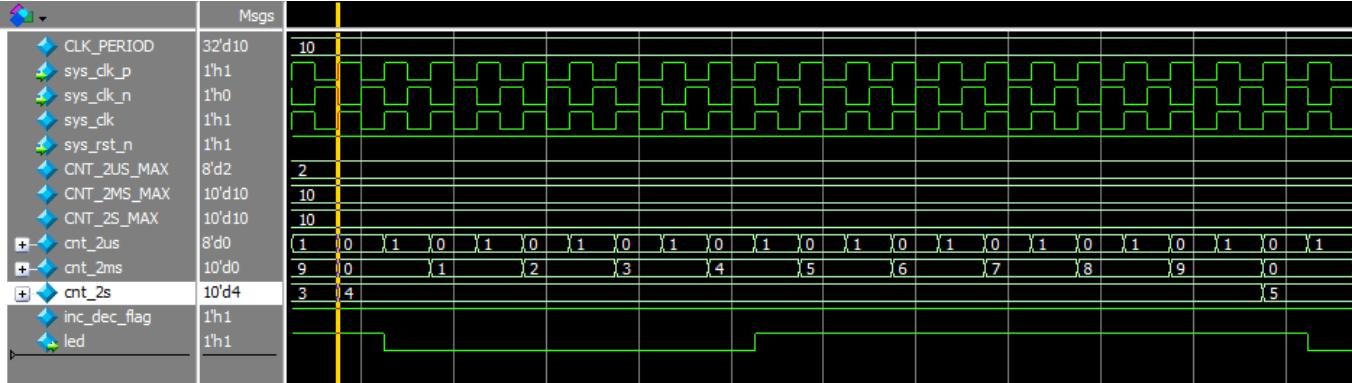 Msgs
CLK_PERIOD 32'd10 10
sys_clk_p 1'h1
sys_clk_n 1'h0
sys_clk 1'h1
sys_rst_n 1'h1
CNT_2US_MAX 8'd2 2
CNT_2MS_MAX 10'd10 10
CNT_2S_MAX 10'd10 10
cnt_2us 8'd0 1 0 1 0 1 0 1 0 1 0 1 0 1 0 1 0 1 0 1 0 1 0 1
cnt_2ms 10'd0 9 0 1 2 3 4 5 6 7 8 9 0
cnt_2s 10'd4 3 4 5
inc_dec_flag 1'h1
led 1'h1